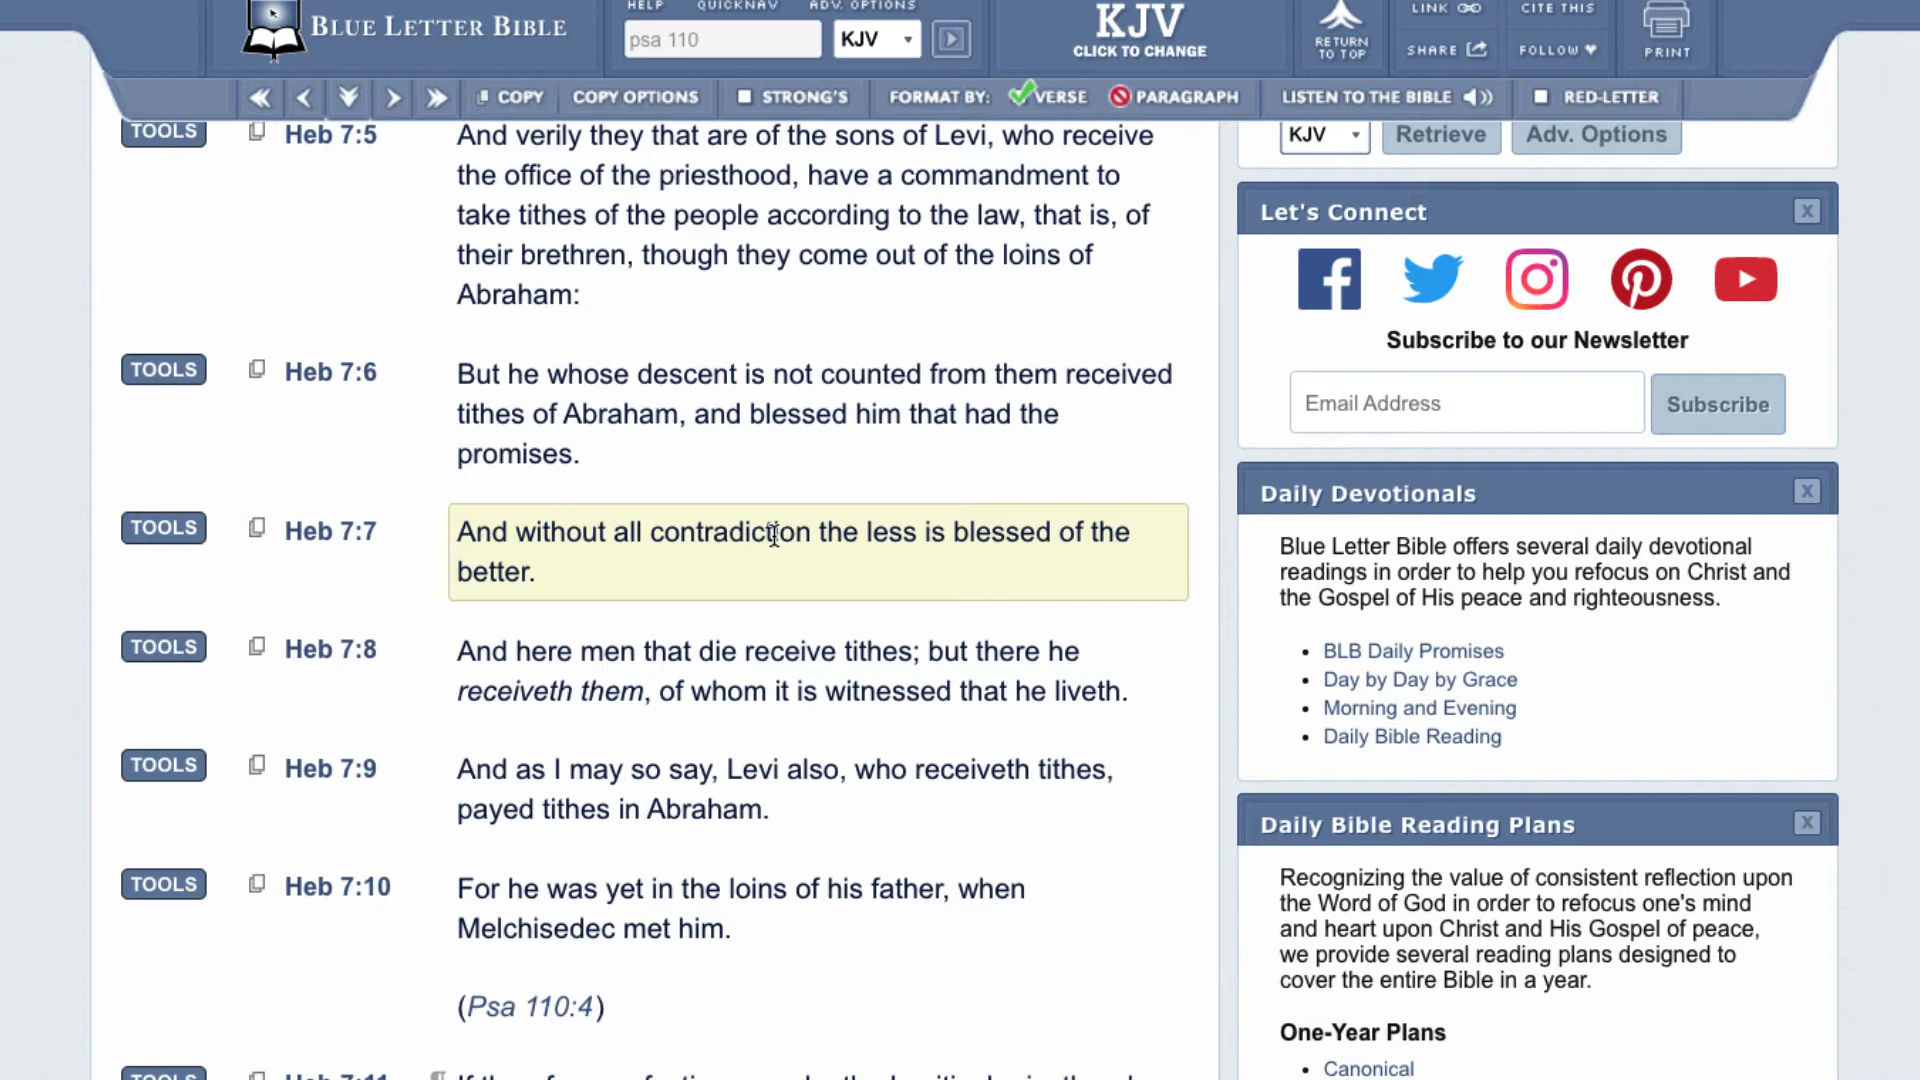 HELP QUICKNAV ADV. OPTIONS
BLUE LETTER BIBLE
psa 110
KJV
KJV
CLICK TO CHANGE
RETURN
TO TOP
LINK
SHARE
CITE THIS
FOLLOW
PRINT
COPY COPY OPTIONS STRONG'S FORMAT BY: VERSE PARAGRAPH LISTEN TO THE BIBLE RED-LETTER
TOOLS Heb 7:5 And verily they that are of the sons of Levi, who receive
the office of the priesthood, have a commandment to
take tithes of the people according to the law, that is, of
their brethren, though they come out of the loins of
Abraham:
TOOLS Heb 7:6 But he whose descent is not counted from them received
tithes of Abraham, and blessed him that had the
promises.
TOOLS Heb 7:7 And without all contradiction the less is blessed of the
better.
TOOLS Heb 7:8 And here men that die receive tithes; but there he
receiveth them, of whom it is witnessed that he liveth.
TOOLS Heb 7:9 And as I may so say, Levi also, who receiveth tithes,
payed tithes in Abraham.
TOOLS Heb 7:10 For he was yet in the loins of his father, when
Melchisedec met him.
(Psa 110:4)
KJV Retrieve Adv. Options
Let's Connect X
Subscribe to our Newsletter
Email Address Subscribe
Daily Devotionals X
Blue Letter Bible offers several daily devotional
readings in order to help you refocus on Christ and
the Gospel of His peace and righteousness.
• BLB Daily Promises
• Day by Day by Grace
• Morning and Evening
• Daily Bible Reading
Daily Bible Reading Plans X
Recognizing the value of consistent reflection upon
the Word of God in order to refocus one's mind
and heart upon Christ and His Gospel of peace,
we provide several reading plans designed to
cover the entire Bible in a year.
One-Year Plans
• Canonical